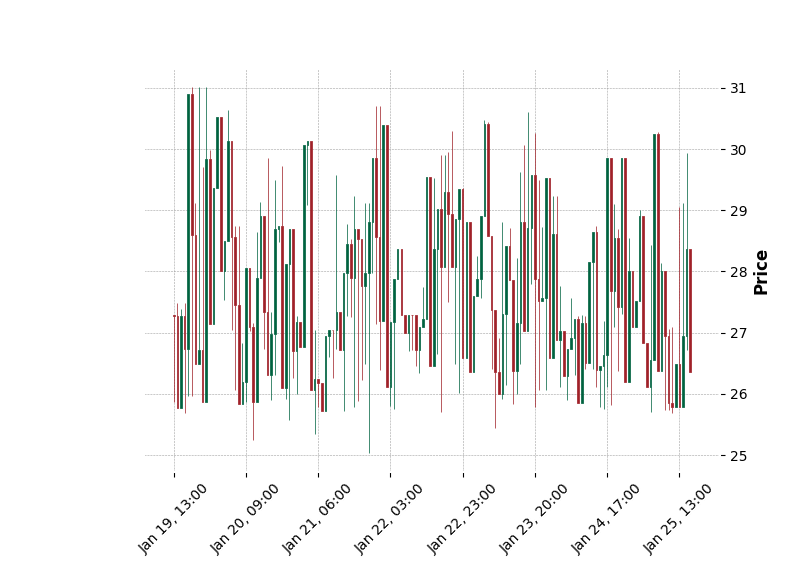 31
30
29
28
27
26
25
Price
Jan 19, 13:00
Jan 20, 09:00
Jan 21, 06:00
Jan 22, 03:00
Jan 22, 23:00
Jan 23, 20:00
Jan 24, 17:00
Jan 25, 13:00